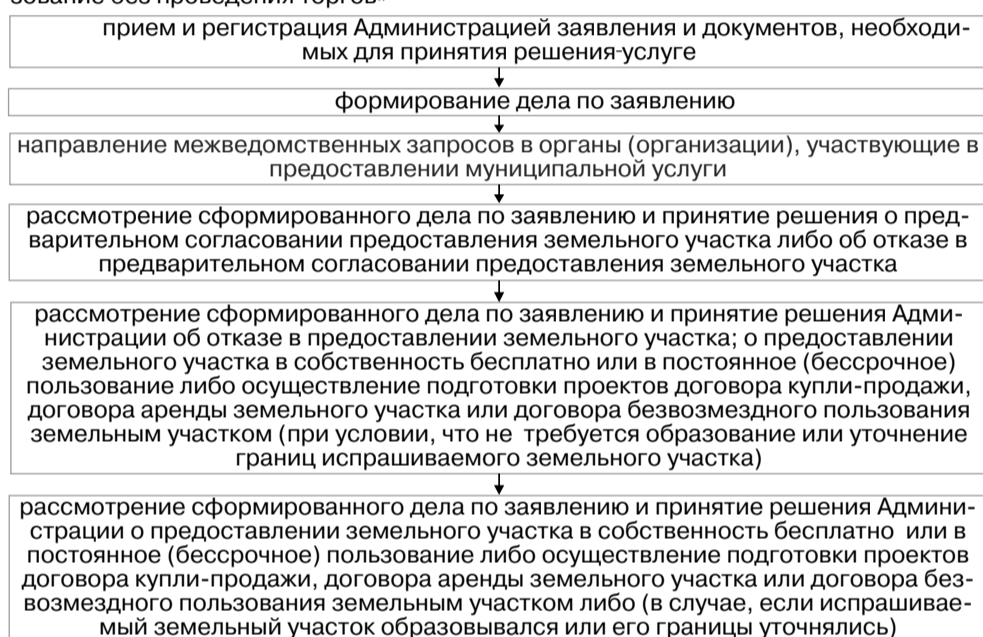 зование без проведения торгов»
прием и регистрация Администрацией заявления и документов, необходи-
мых для принятия решения-услуге
формирование дела по заявлению
направление межведомственных запросов в органы (организации), участвующие в
предоставлении муниципальной услуги
рассмотрение сформированного дела по заявлению и принятие решения о пред-
варительном согласовании предоставления земельного участка либо об отказе в
предварительном согласовании предоставления земельного участка
рассмотрение сформированного дела по заявлению и принятие решения Адми-
нистрации об отказе в предоставлении земельного участка; о предоставлении
земельного участка в собственность бесплатно или в постоянное (бессрочное)
пользование либо осуществление подготовки проектов договора купли-продажи,
договора аренды земельного участка или договора безвозмездного пользования
земельным участком (при условии, что не требуется образование или уточнение
границ испрашиваемого земельного участка)
рассмотрение сформированного дела по заявлению и принятие решения Админи-
страции о предоставлении земельного участка в собственность бесплатно или в
постоянное (бессрочное) пользование либо осуществление подготовки проектов
договора купли-продажи, договора аренды земельного участка или договора без-
возмездного пользования земельным участком либо (в случае, если испрашивае-
мый земельный участок образовывался или его границы уточнялись)